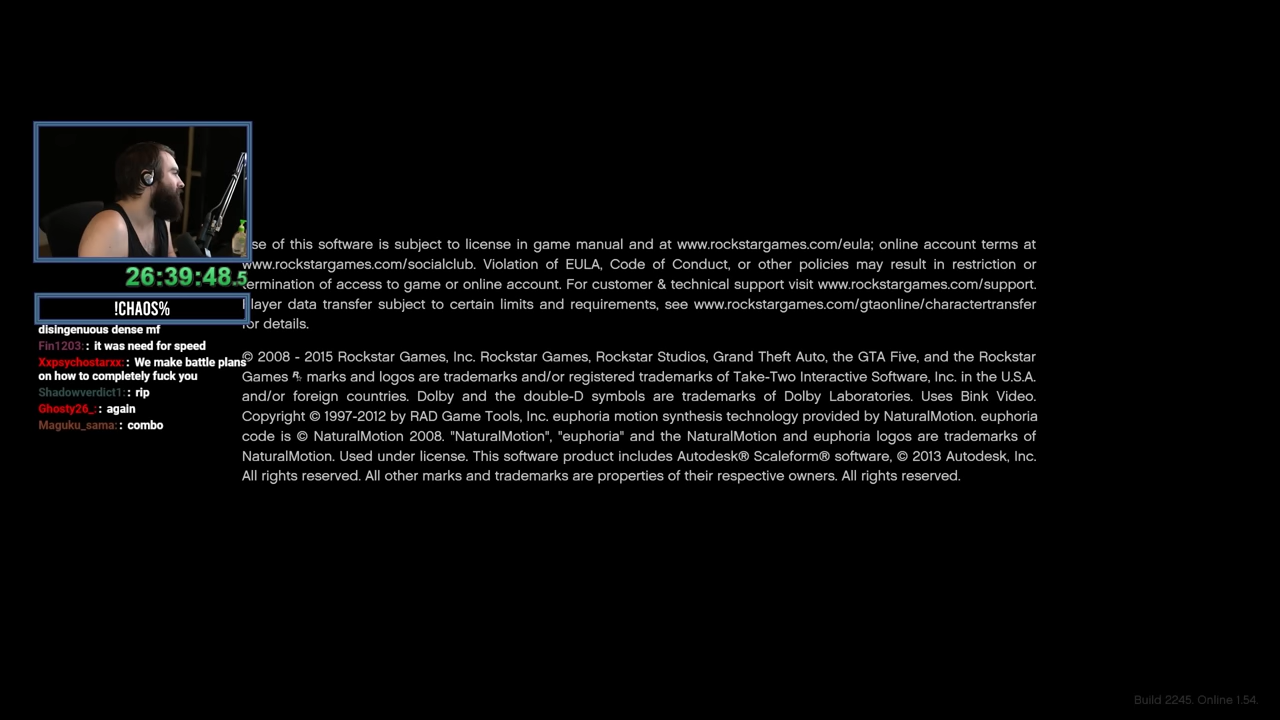 26:39:48.5
!CHAOS%
disingenuous dense mf
Fin1203: : it was need for speed
Xxpsychostarxx: : We make battle plans
on how to completely fuck you
Shadowverdict1: : rip
Ghosty26_: : again
Maguku_sama: : combo
se of this software is subject to license in game manual and at www.rockstargames.com/eula; online account terms at
www.rockstargames.com/socialclub. Violation of EULA, Code of Conduct, or other policies may result in restriction or
termination of access to game or online account. For customer & technical support visit www.rockstargames.com/support.
Player data transfer subject to certain limits and requirements, see www.rockstargames.com/gtaonline/charactertransfer
for details.
© 2008 - 2015 Rockstar Games, Inc. Rockstar Games, Rockstar Studios, Grand Theft Auto, the GTA Five, and the Rockstar
Games R* marks and logos are trademarks and/or registered trademarks of Take-Two Interactive Software, Inc. in the U.S.A.
and/or foreign countries. Dolby and the double-D symbols are trademarks of Dolby Laboratories. Uses Bink Video.
Copyright © 1997-2012 by RAD Game Tools, Inc. euphoria motion synthesis technology provided by NaturalMotion. euphoria
code is © NaturalMotion 2008. "NaturalMotion", "euphoria" and the NaturalMotion and euphoria logos are trademarks of
NaturalMotion. Used under license. This software product includes Autodesk® Scaleform® software, © 2013 Autodesk, Inc.
All rights reserved. All other marks and trademarks are properties of their respective owners. All rights reserved.
Build 2245. Online 1.54.